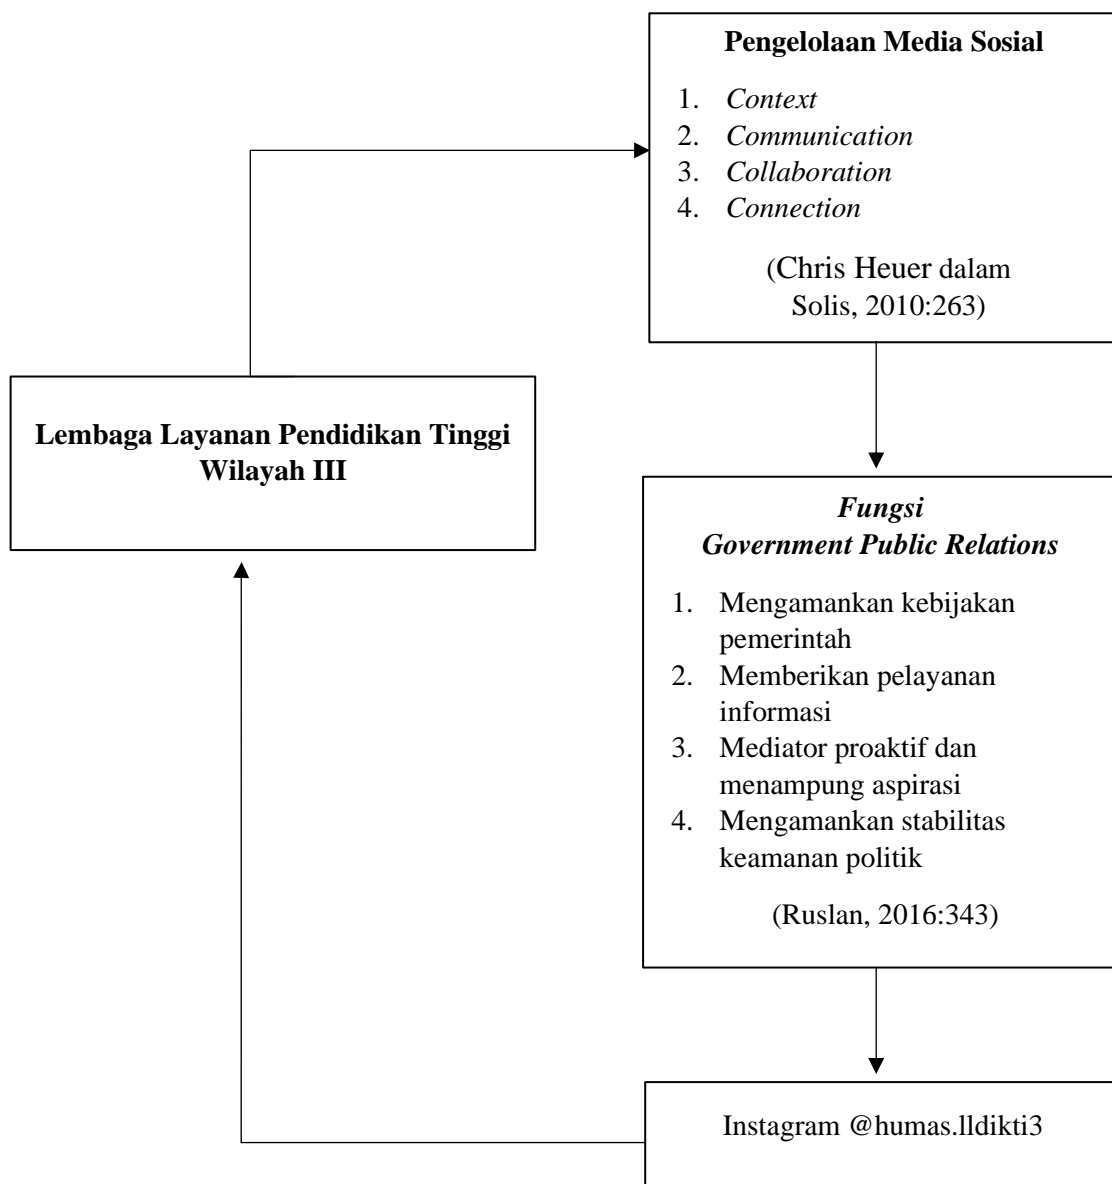 Pengelolaan Media Sosial
1. Context
2. Communication
3. Collaboration
4. Connection
(Chris Heuer dalam
Solis, 2010:263)
Lembaga Layanan Pendidikan Tinggi
Wilayah III
Fungsi
Government Public Relations
1. Mengamankan kebijakan
pemerintah
2. Memberikan pelayanan
informasi
3. Mediator proaktif dan
menampung aspirasi
4. Mengamankan stabilitas
keamanan politik
(Ruslan, 2016:343)
Instagram @humas.lldikti3